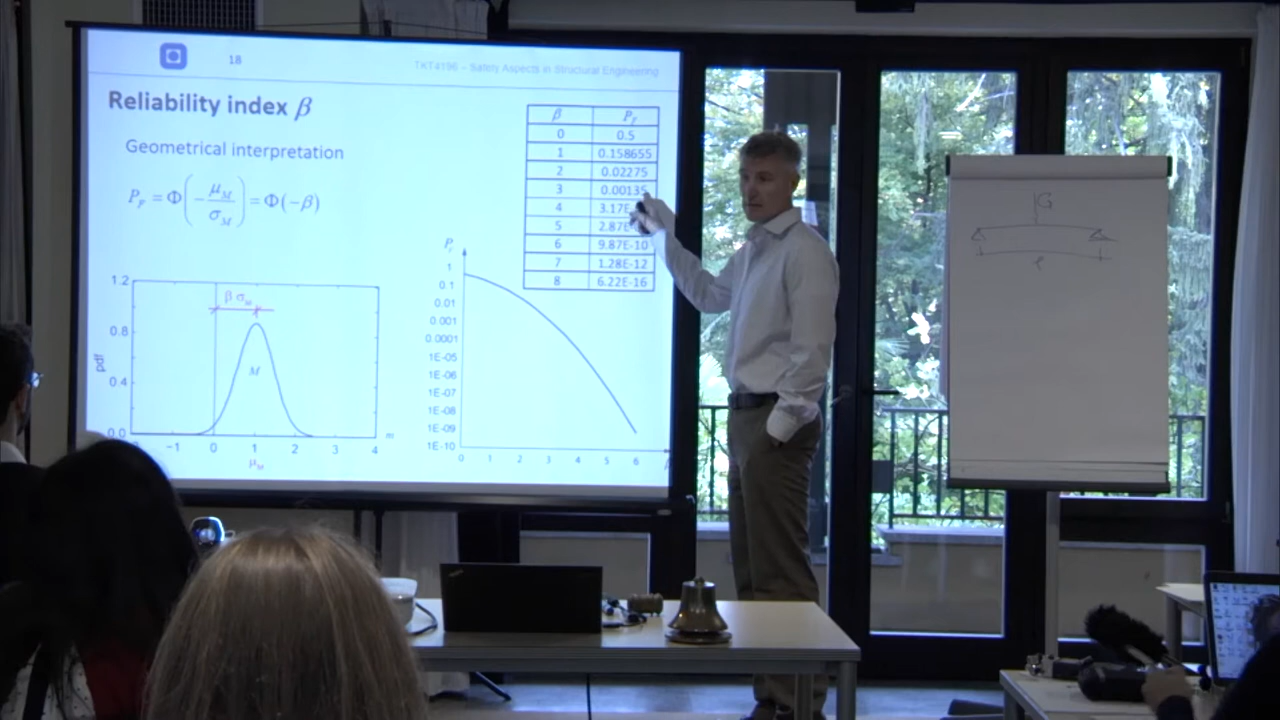 18
TKT4196 – Safety Aspects in Structural Engineering
Reliability index β
Geometrical interpretation
P_F = Φ(−μ_M/σ_M) = Φ(−β)
β P_F
0 0.5
1 0.158655
2 0.02275
3 0.00135
4 3.17E
5 2.87E
6 9.87E-10
7 1.28E-12
8 6.22E-16
1.2
0.8
0.4
0.0
pdf
β σ_M
M
−1 0 1 2 3 4
m
μ_M
1
0.1
0.01
0.001
0.0001
1E-05
1E-06
1E-07
1E-08
1E-09
1E-10
0 1 2 3 4 5 6
G
ℓ